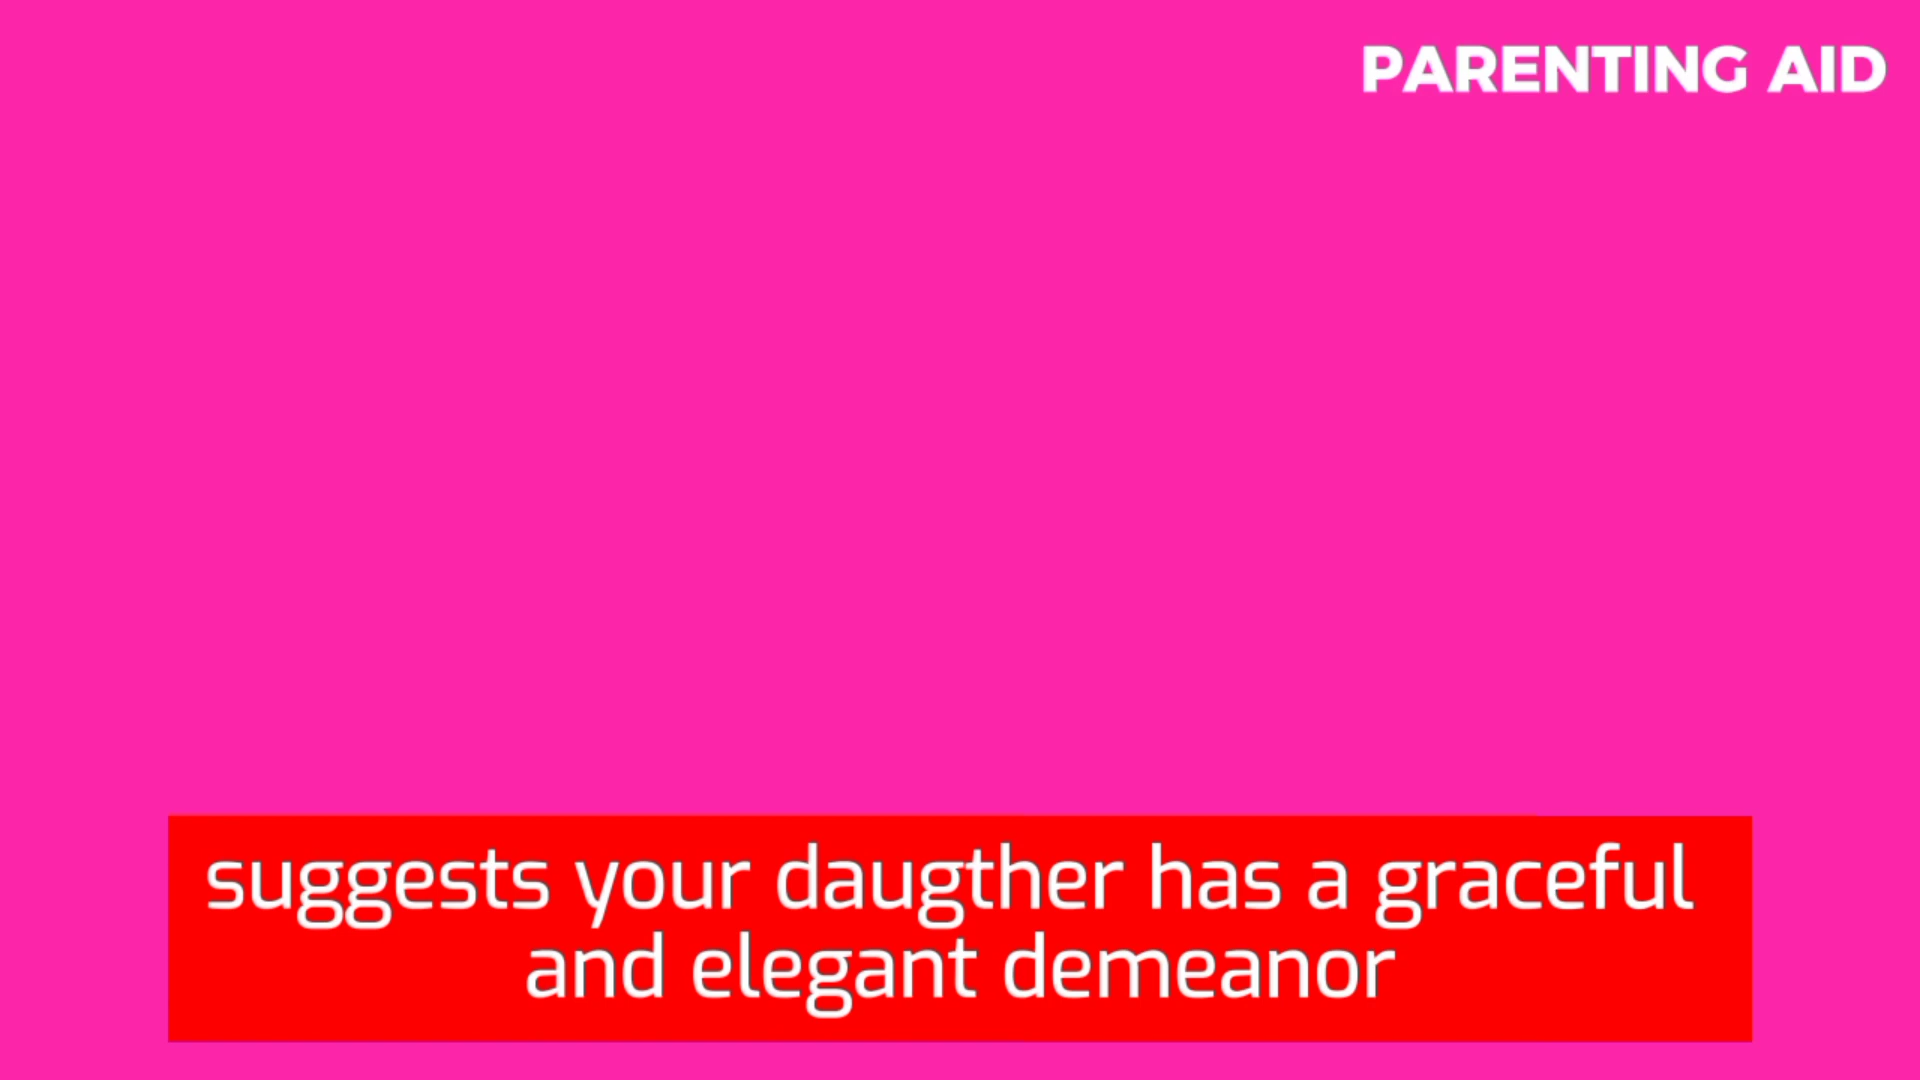 PARENTING AID
suggests your daugther has a graceful
and elegant demeanor